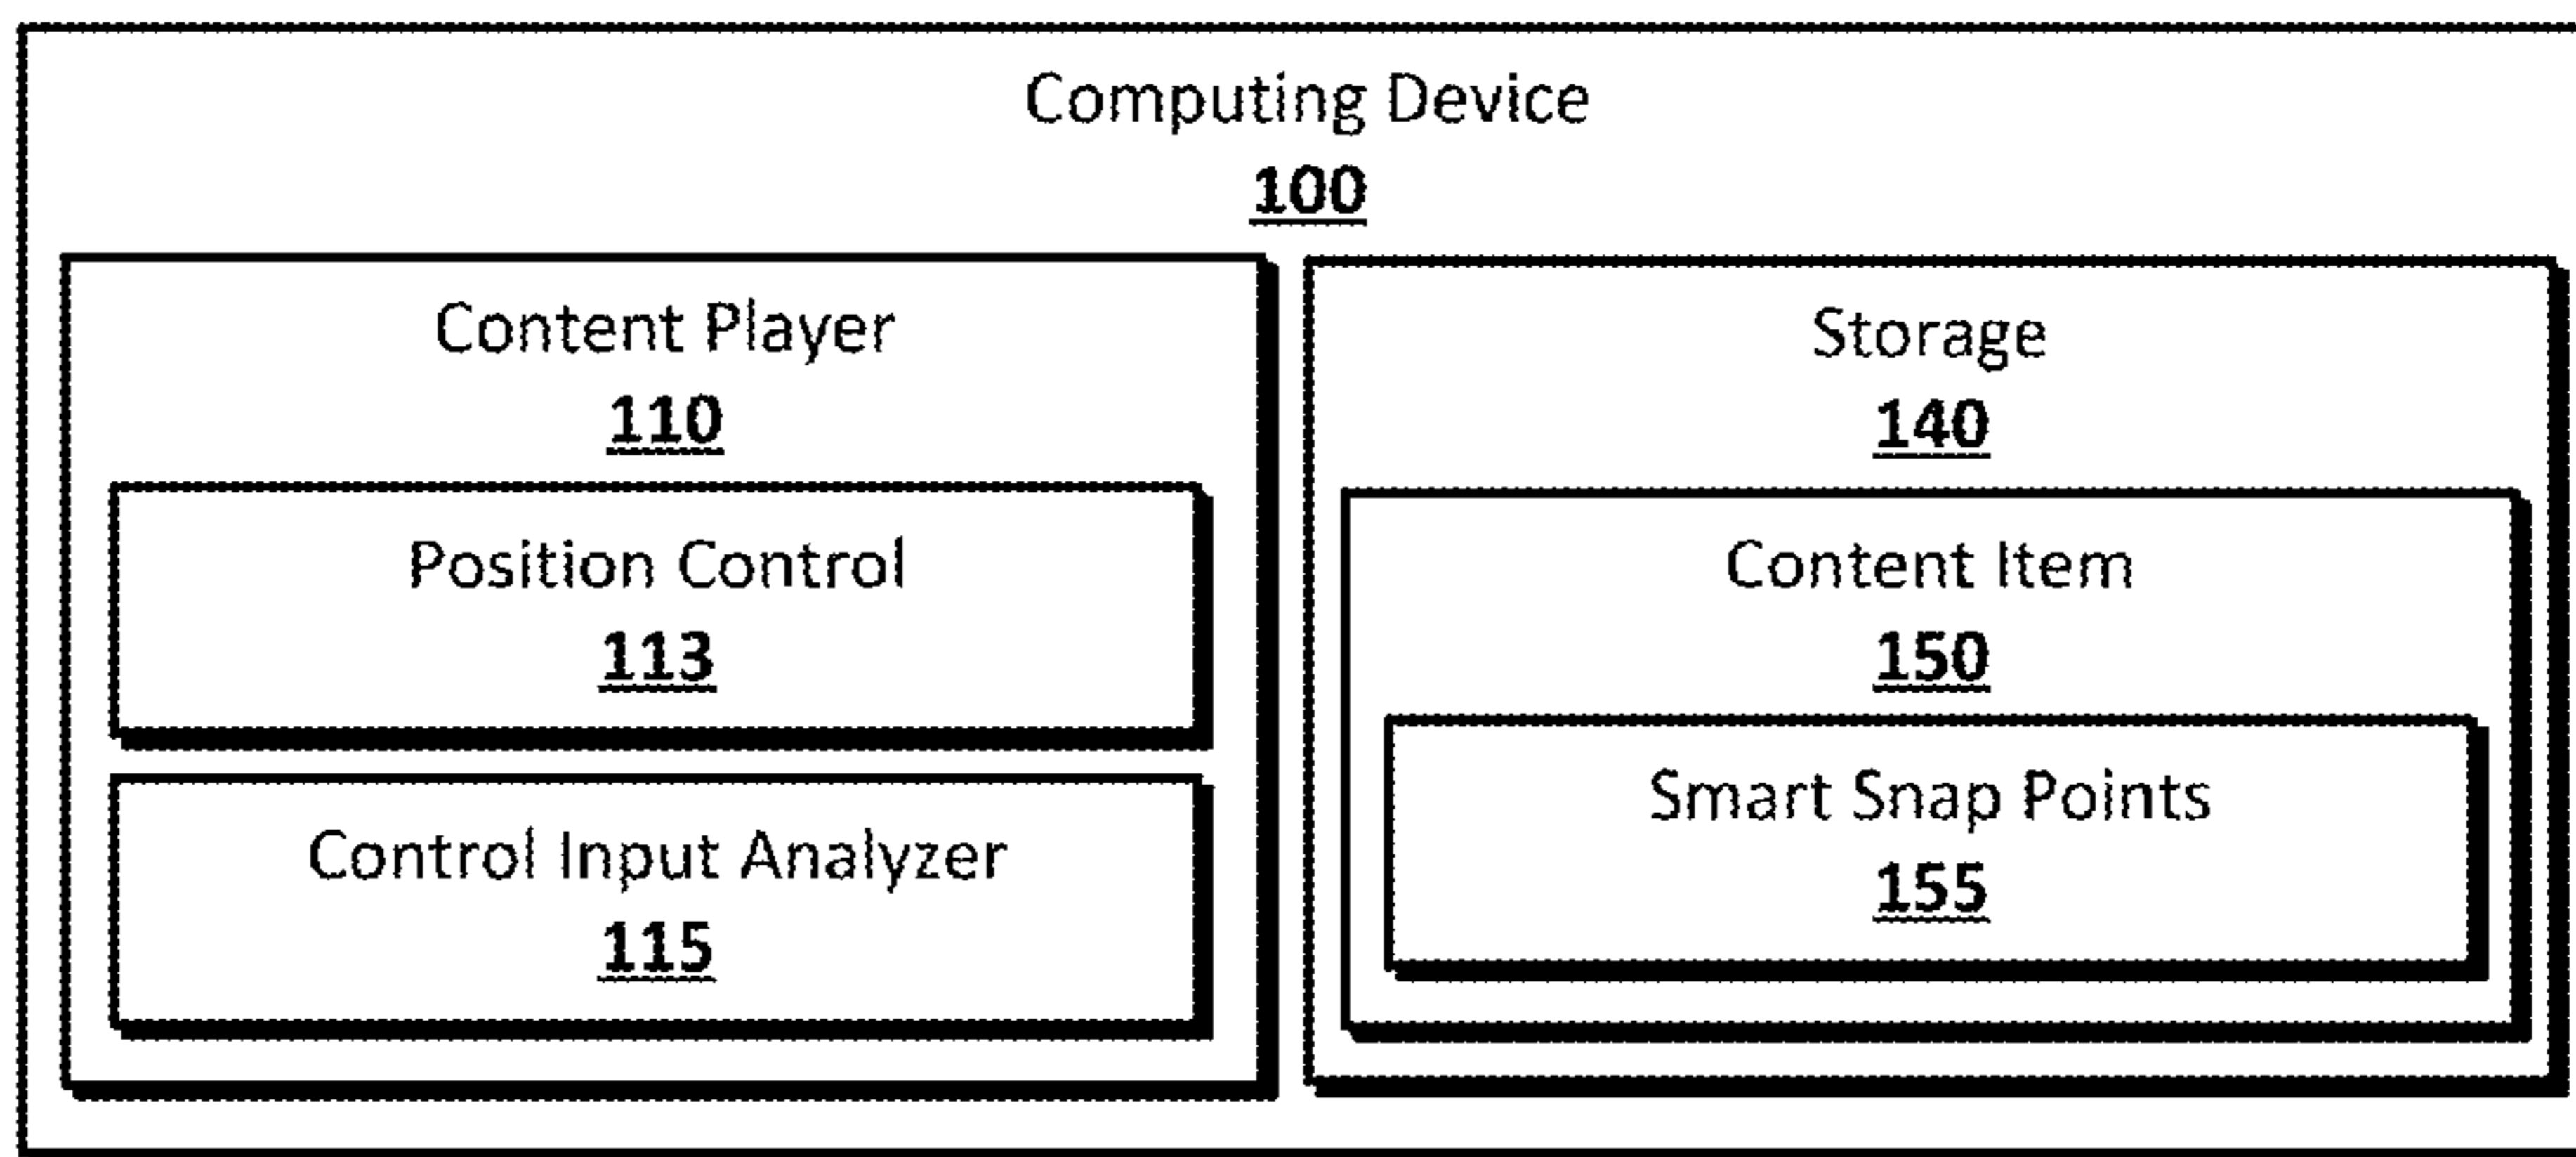 Computing Device
100
Content Player
110
Position Control
113
Control Input Analyzer
115
Storage
140
Content Item
150
Smart Snap Points
155